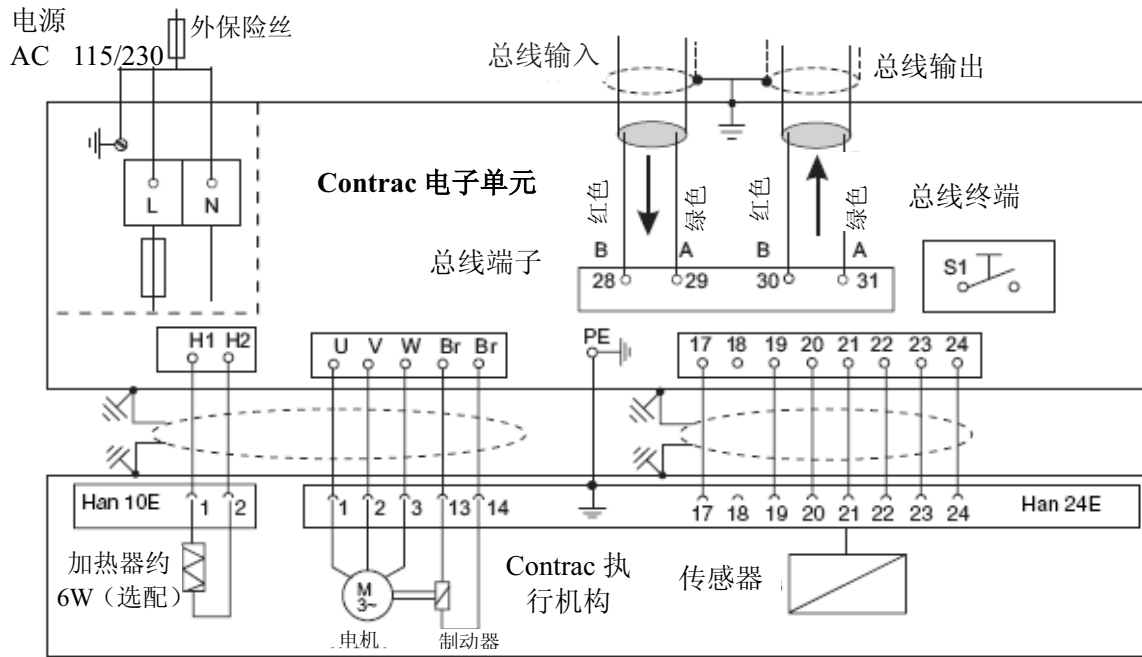 电源
AC 115/230
外保险丝
总线输入
总线输出
L N
Contrac 电子单元
红色 绿色 红色 绿色
总线终端
总线端子
B A B A
28 29 30 31
S1
H1 H2
U V W Br Br
PE
17 18 19 20 21 22 23 24
Han 10E
1 2
1 2 3 13 14
17 18 19 20 21 22 23 24
Han 24E
加热器约
6W（选配）
M
3~
电机
制动器
Contrac 执
行机构
传感器